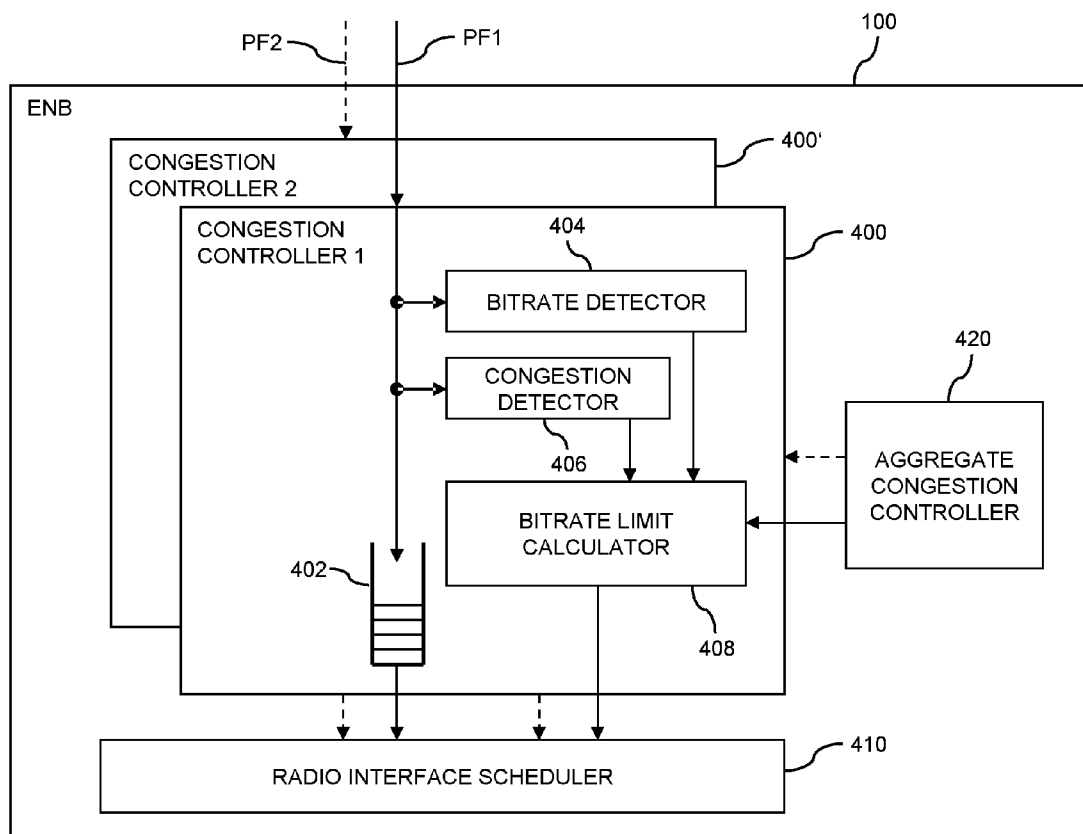 PF2
PF1
100
ENB
400‘
CONGESTION
CONTROLLER 2
CONGESTION
CONTROLLER 1
400
404
BITRATE DETECTOR
CONGESTION
DETECTOR
406
420
AGGREGATE
CONGESTION
CONTROLLER
BITRATE LIMIT
CALCULATOR
402
408
410
RADIO INTERFACE SCHEDULER